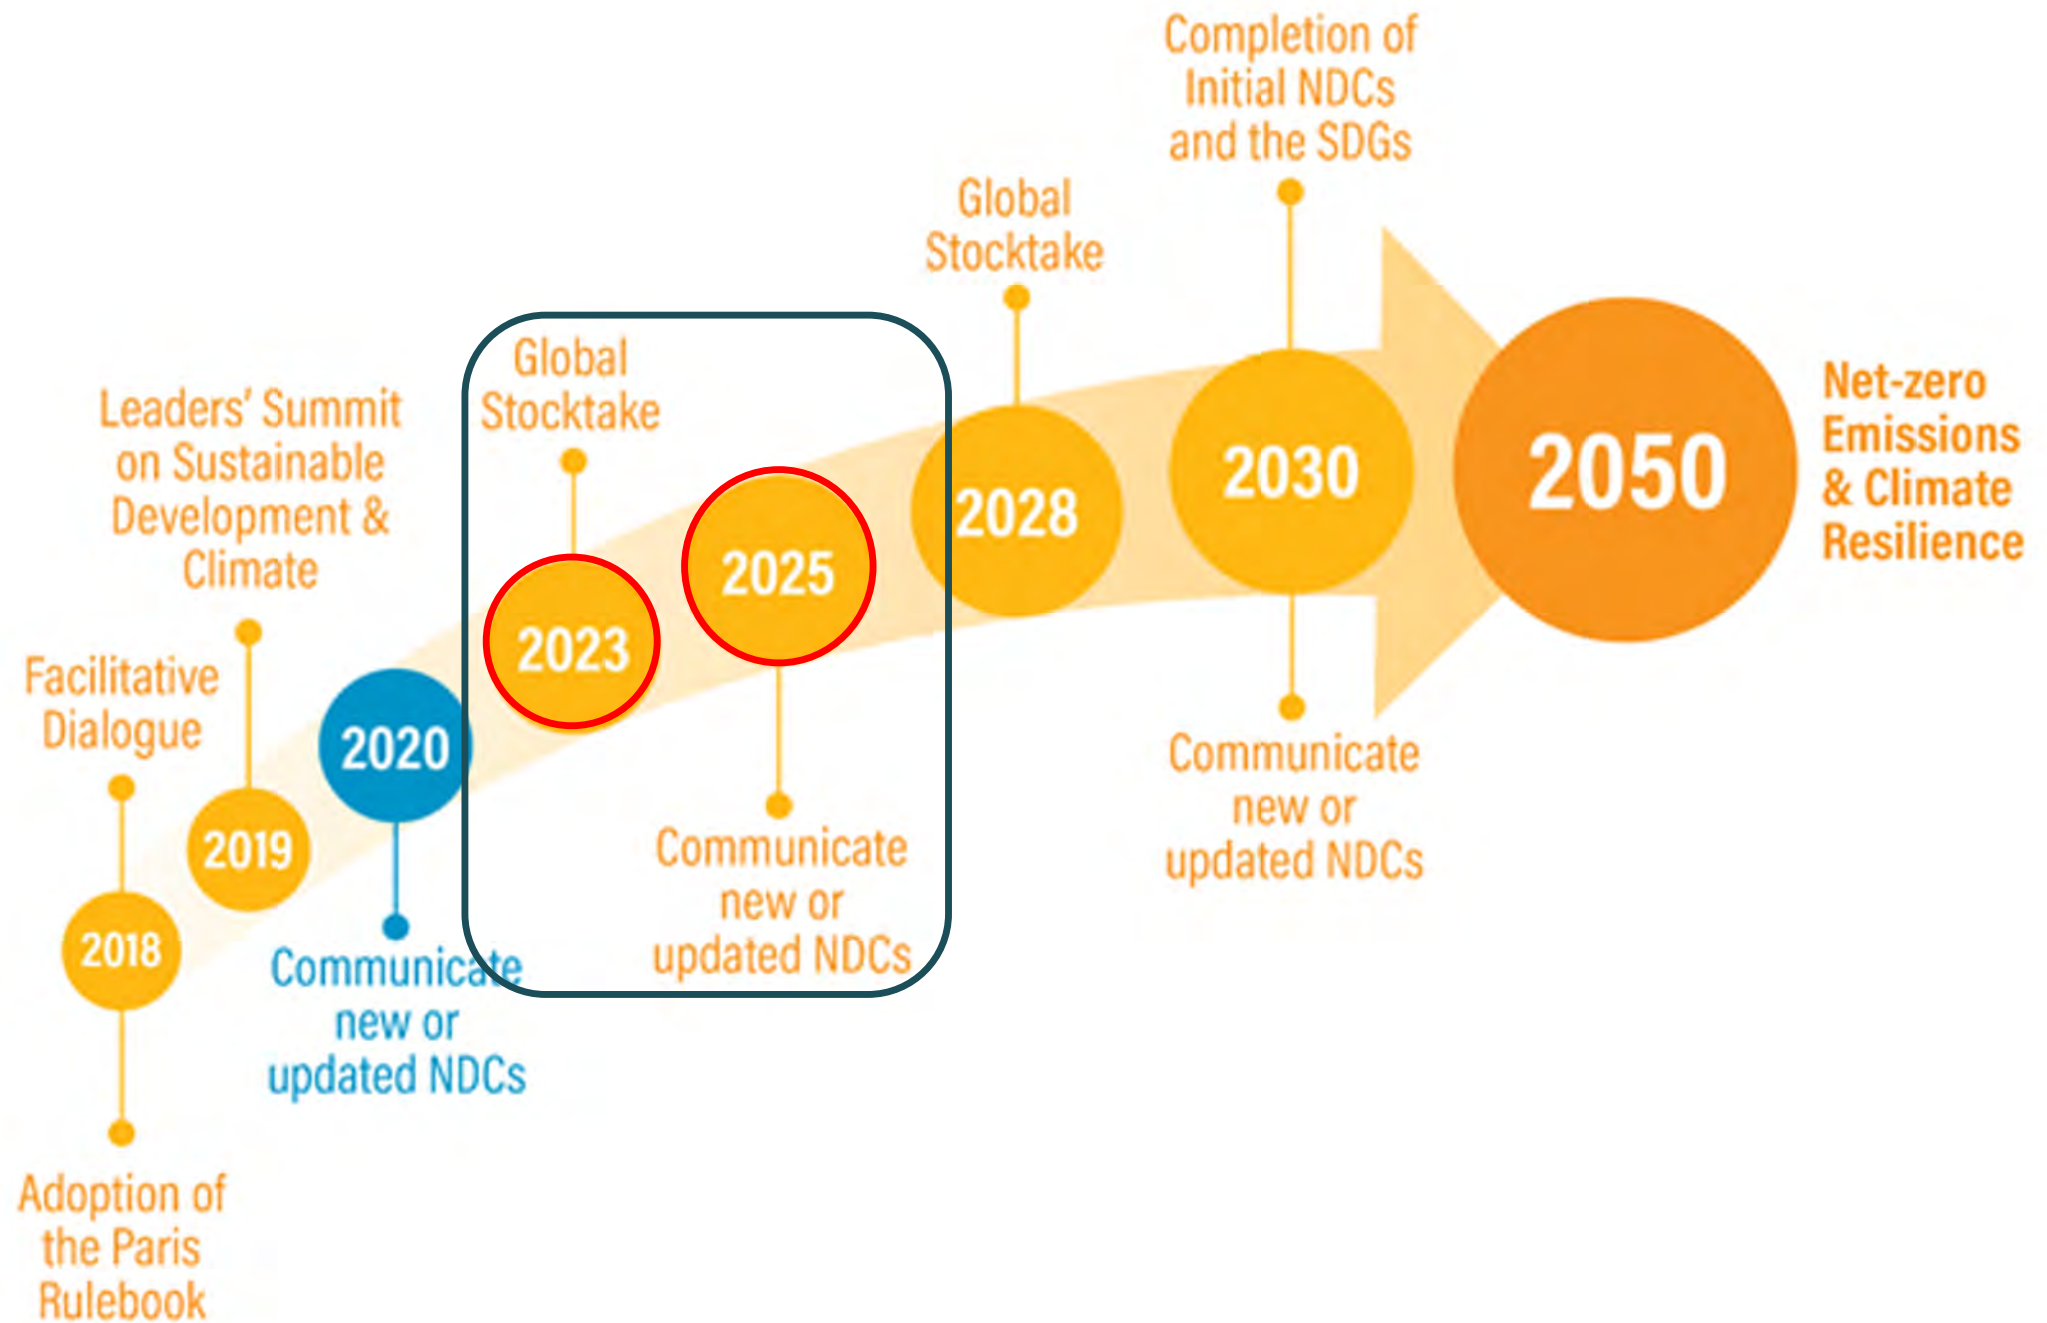 Facilitative
Dialogue
2018
Adoption of
the Paris
Rulebook
Leaders’ Summit
on Sustainable
Development &
Climate
2019
2020
Communicate
new or
updated NDCs
Global
Stocktake
2023
2025
Communicate
new or
updated NDCs
Global
Stocktake
2028
Completion of
Initial NDCs
and the SDGs
2030
Communicate
new or
updated NDCs
2050
Net-zero
Emissions
& Climate
Resilience